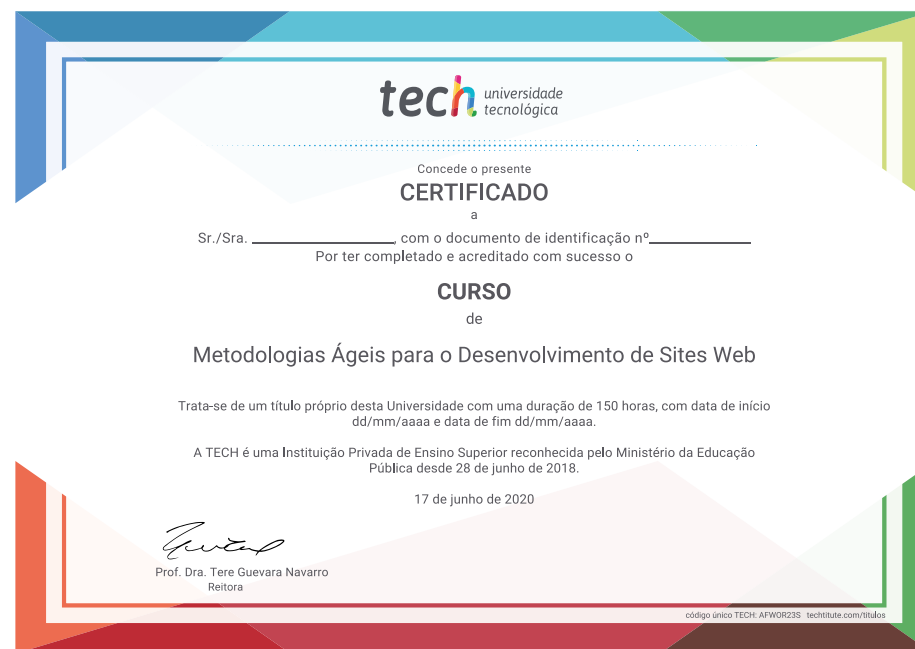 tech universidade
tecnológica
Concede o presente
CERTIFICADO
a
Sr./Sra. ____________________, com o documento de identificação nº______________
Por ter completado e acreditado com sucesso o
CURSO
de
Metodologias Ágeis para o Desenvolvimento de Sites Web
Trata-se de um título próprio desta Universidade com uma duração de 150 horas, com data de início
dd/mm/aaaa e data de fim dd/mm/aaaa.
A TECH é uma Instituição Privada de Ensino Superior reconhecida pelo Ministério da Educação
Pública desde 28 de junho de 2018.
17 de junho de 2020
Prof. Dra. Tere Guevara Navarro
Reitora
código único TECH: AFWOR23S techtitute.com/titulos